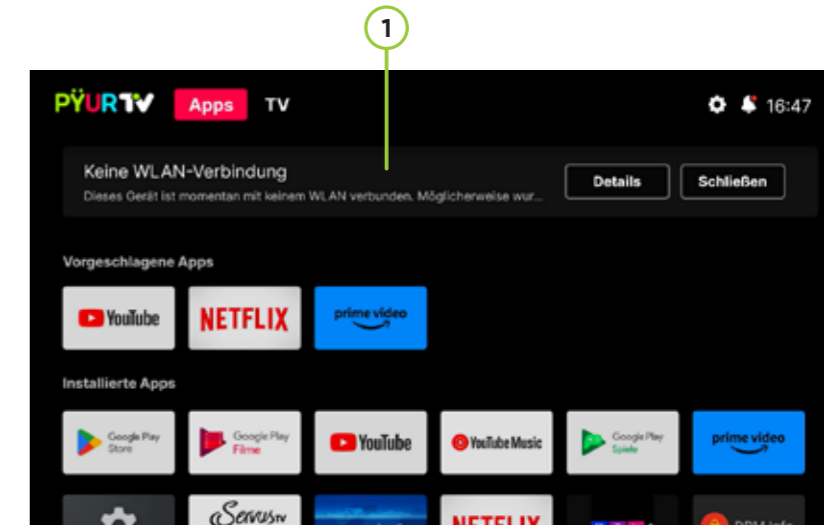 1
PŸUR TV Apps TV 16:47
Keine WLAN-Verbindung
Dieses Gerät ist momentan mit keinem WLAN verbunden. Möglicherweise wur...
Details Schließen
Vorgeschlagene Apps
YouTube NETFLIX prime video
Installierte Apps
Google Play Store Google Play Filme YouTube YouTube Music Google Play Spiele prime video
ServusTV NETFLIX DRM Info